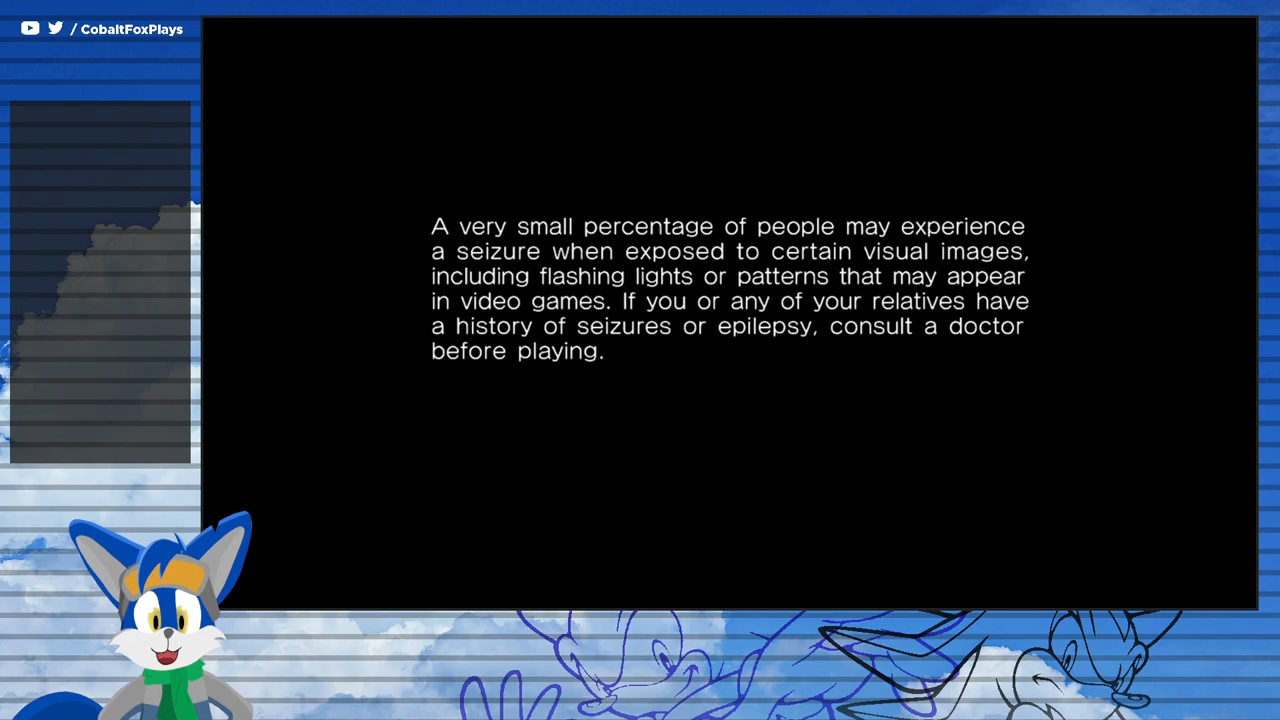 / CobaltFoxPlays
A very small percentage of people may experience
a seizure when exposed to certain visual images,
including flashing lights or patterns that may appear
in video games. If you or any of your relatives have
a history of seizures or epilepsy, consult a doctor
before playing.